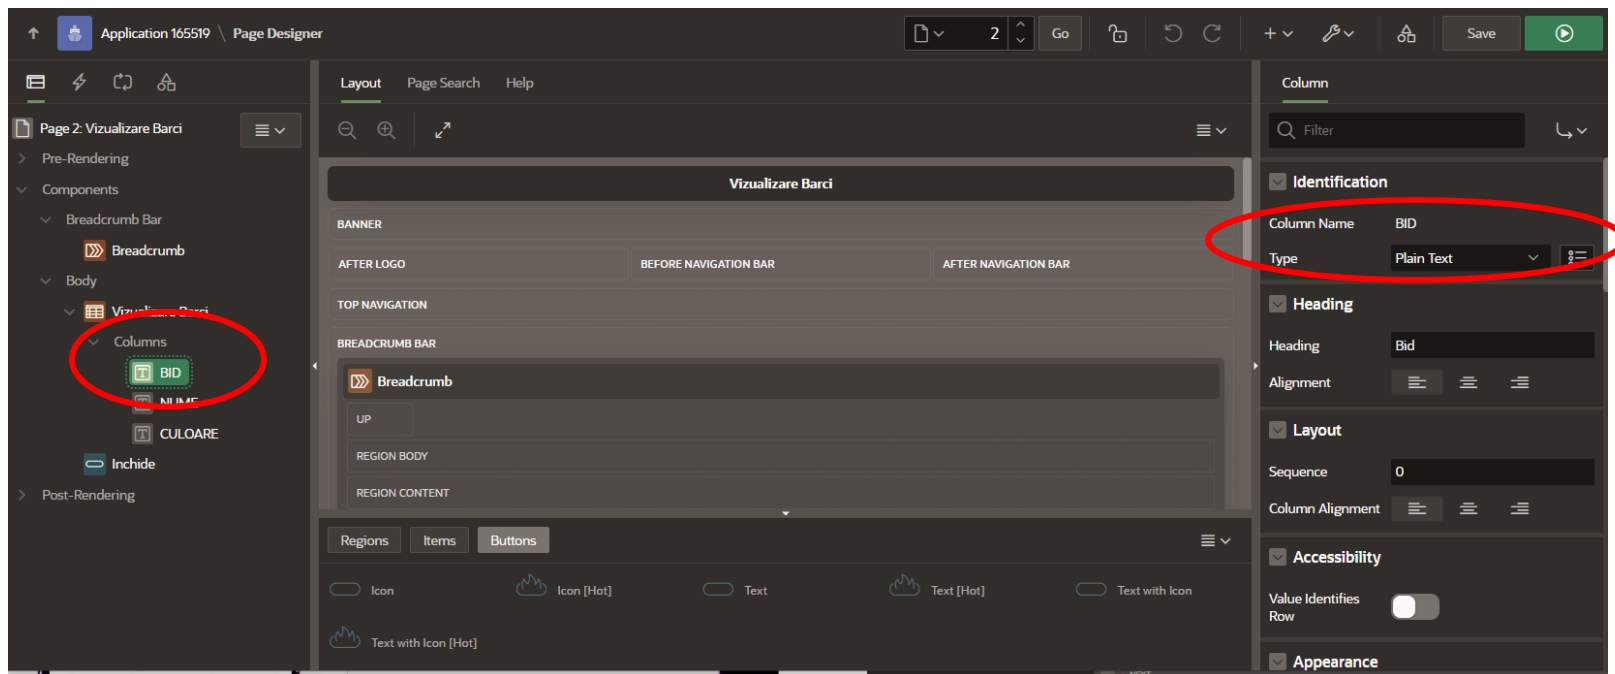 Application 165519 \ Page Designer
2
Go
Save
Layout
Page Search
Help
Column
Page 2: Vizualizare Barci
Filter
Pre-Rendering
Components
Breadcrumb Bar
Breadcrumb
Body
Vizualizare Barci
Columns
BID
NUME
CULOARE
Inchide
Post-Rendering
Vizualizare Barci
BANNER
AFTER LOGO
BEFORE NAVIGATION BAR
AFTER NAVIGATION BAR
TOP NAVIGATION
BREADCRUMB BAR
Breadcrumb
UP
REGION BODY
REGION CONTENT
Regions
Items
Buttons
Icon
Icon [Hot]
Text
Text [Hot]
Text with Icon
Text with Icon [Hot]
Identification
Column Name BID
Type Plain Text
Heading
Heading Bid
Alignment
Layout
Sequence 0
Column Alignment
Accessibility
Value Identifies
Row
Appearance